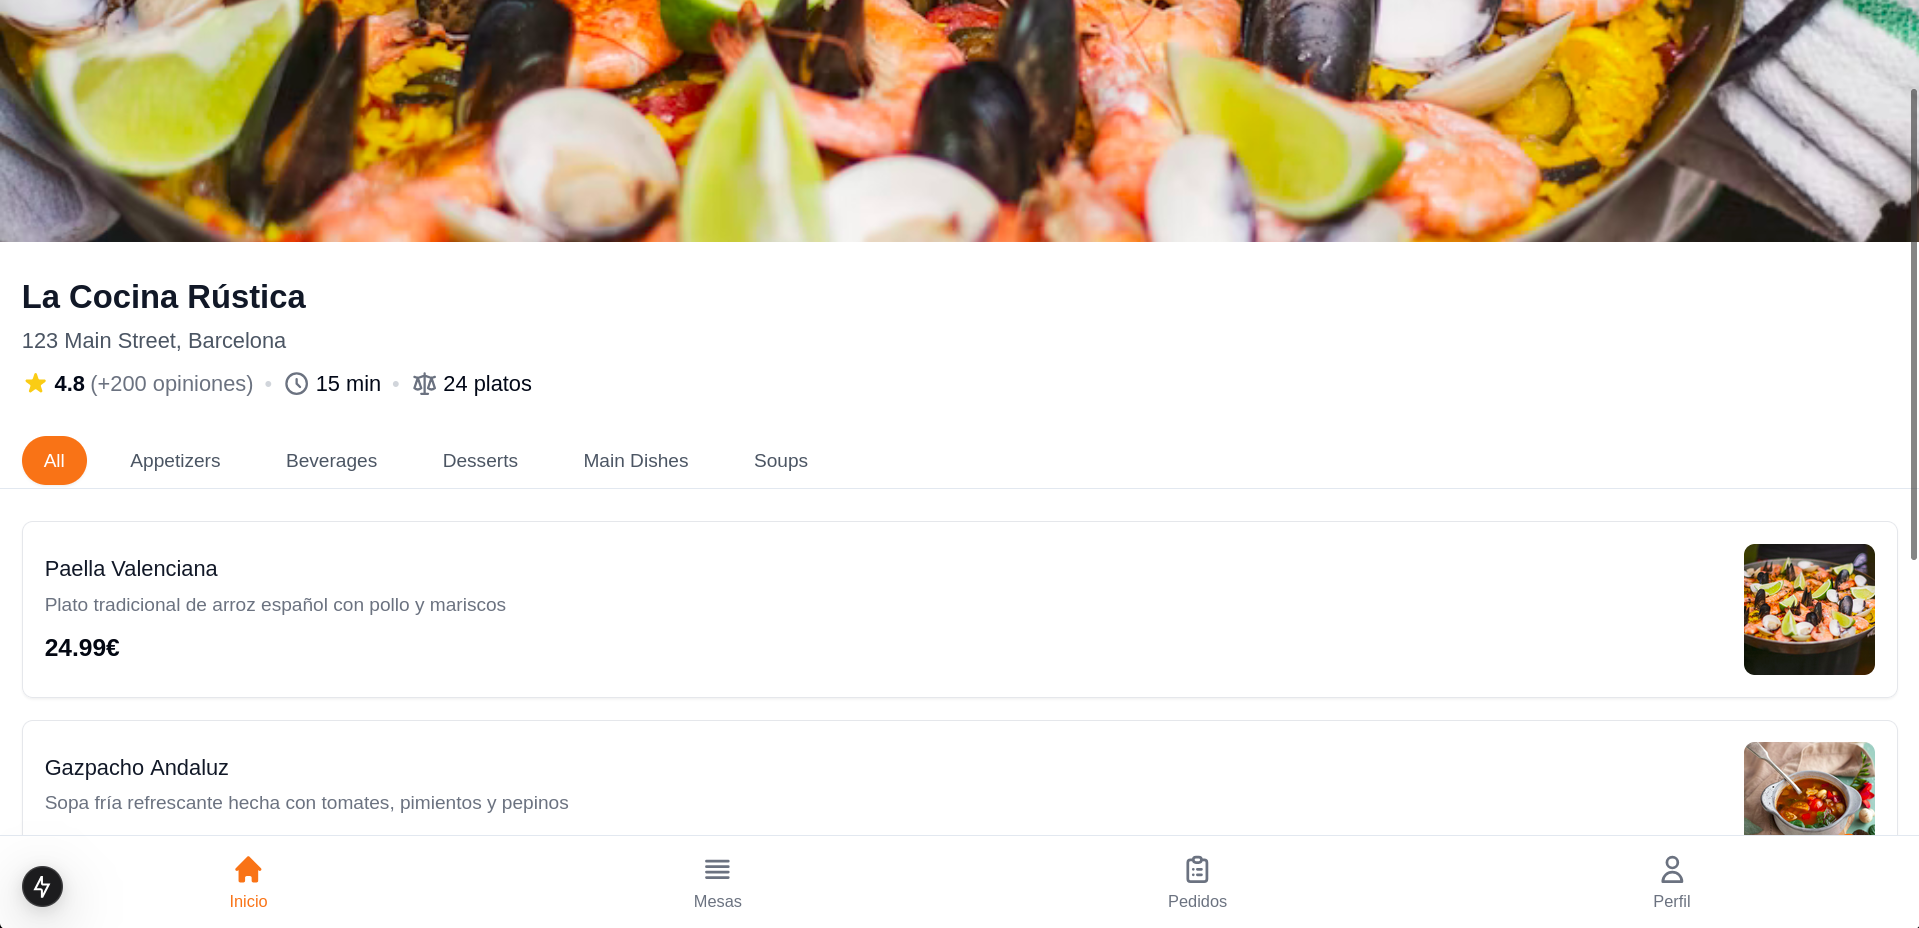 La Cocina Rústica
123 Main Street, Barcelona
4.8 (+200 opiniones) • 15 min • 24 platos
All Appetizers Beverages Desserts Main Dishes Soups
Paella Valenciana
Plato tradicional de arroz español con pollo y mariscos
24.99€
Gazpacho Andaluz
Sopa fría refrescante hecha con tomates, pimientos y pepinos
Inicio Mesas Pedidos Perfil